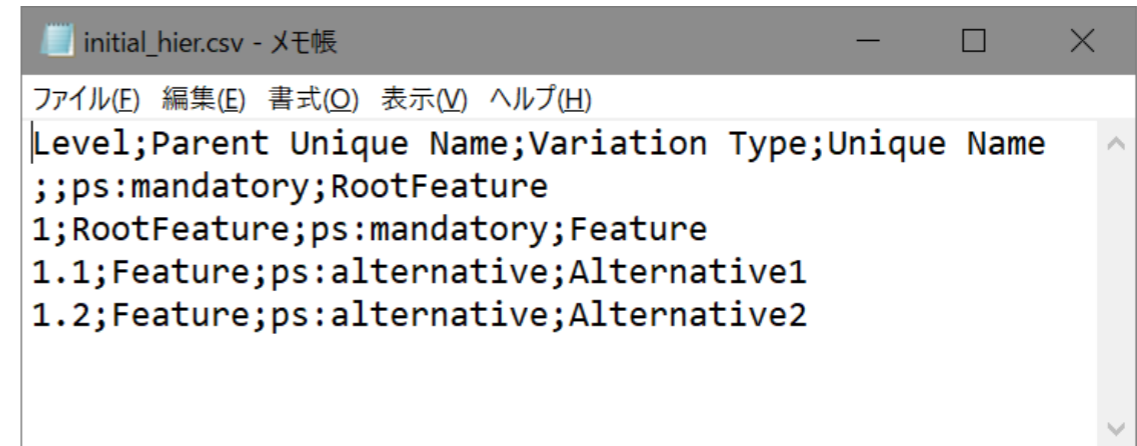 initial_hier.csv - メモ帳
ファイル(F) 編集(E) 書式(O) 表示(V) ヘルプ(H)
Level;Parent Unique Name;Variation Type;Unique Name
;;ps:mandatory;RootFeature
1;RootFeature;ps:mandatory;Feature
1.1;Feature;ps:alternative;Alternative1
1.2;Feature;ps:alternative;Alternative2